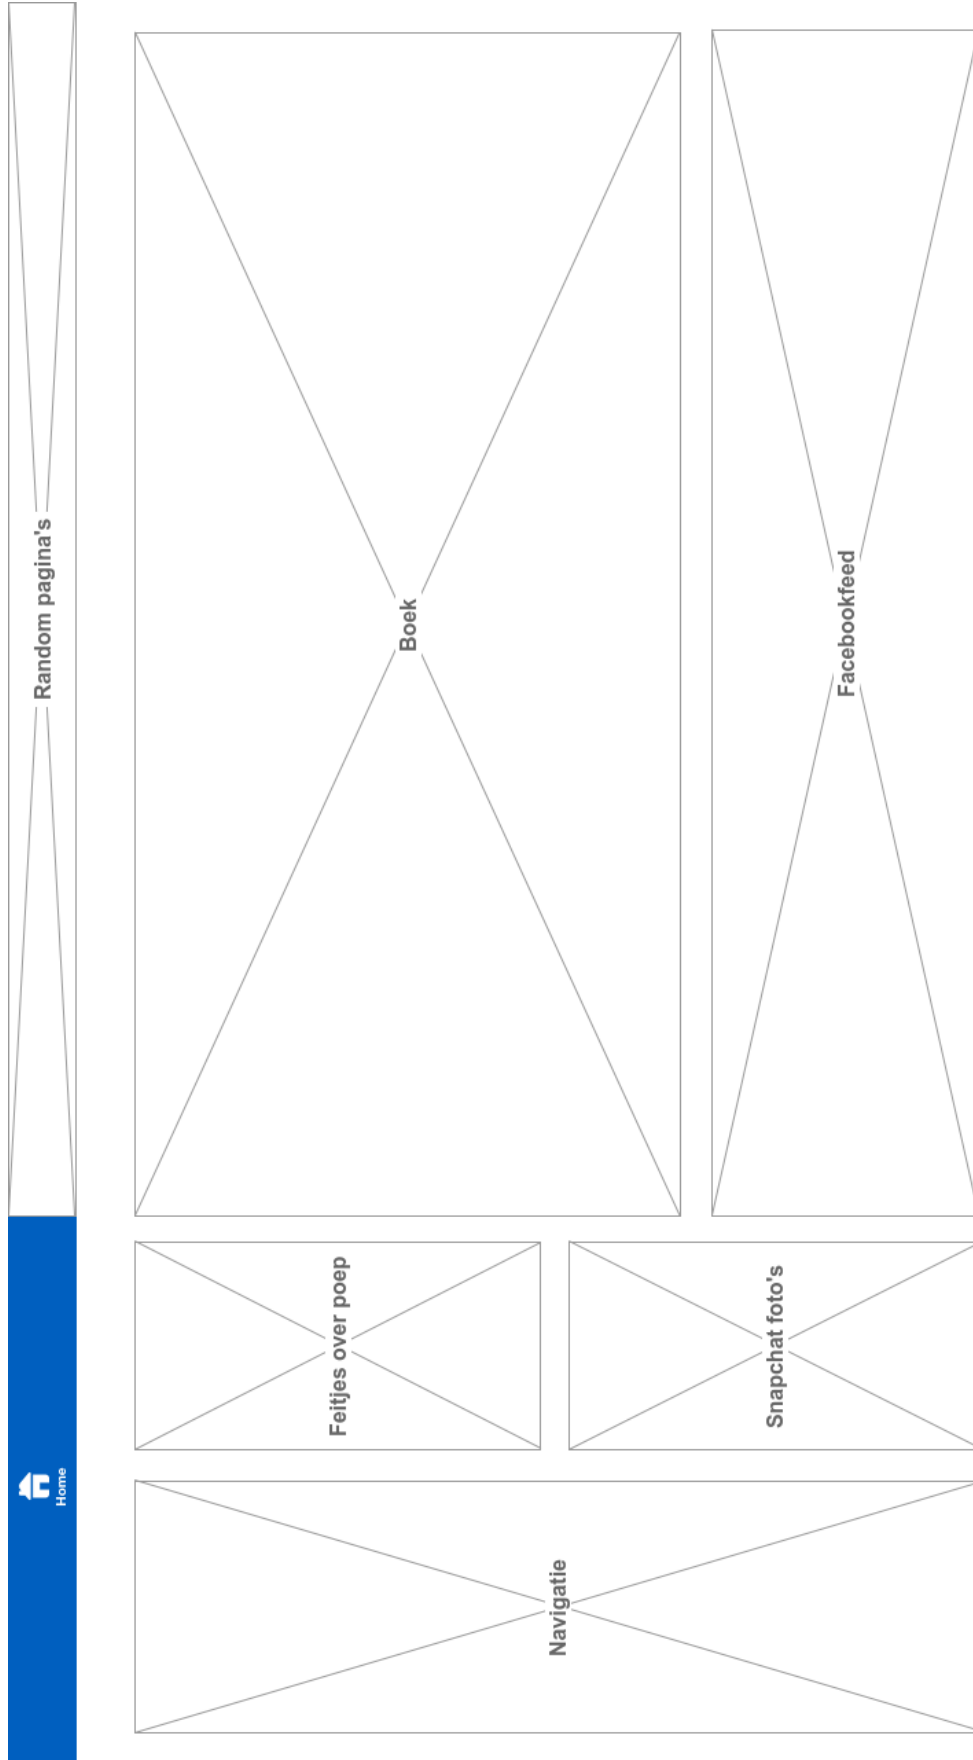 Home
Random pagina's
Navigatie
Feitjes over poep
Boek
Snapchat foto's
Facebookfeed